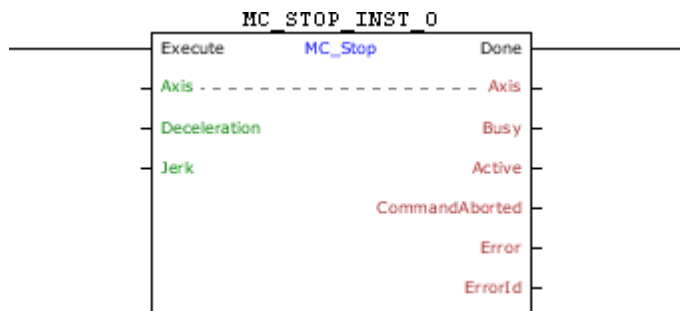 MC_STOP_INST_0
Execute MC_Stop Done
Axis Axis
Deceleration Busy
Jerk Active
CommandAborted
Error
ErrorId